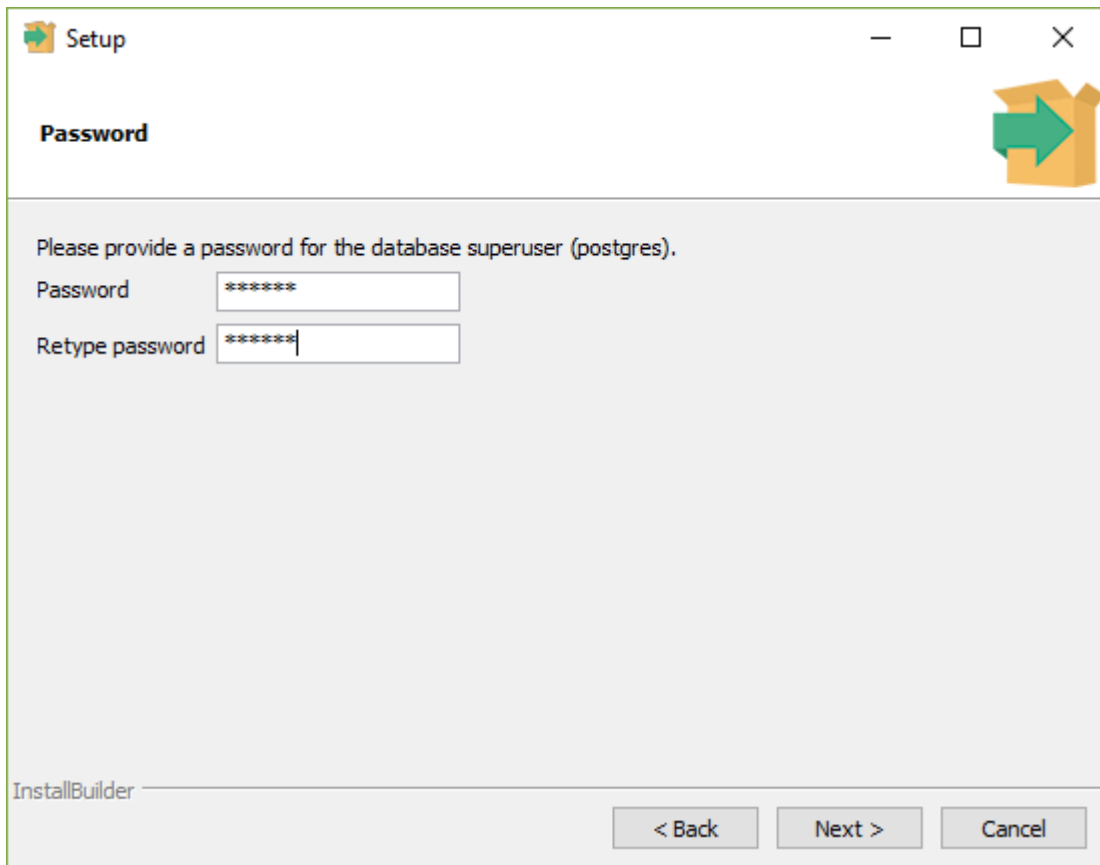 Setup
Password
Please provide a password for the database superuser (postgres).
Password ******
Retype password ******
InstallBuilder
< Back Next > Cancel